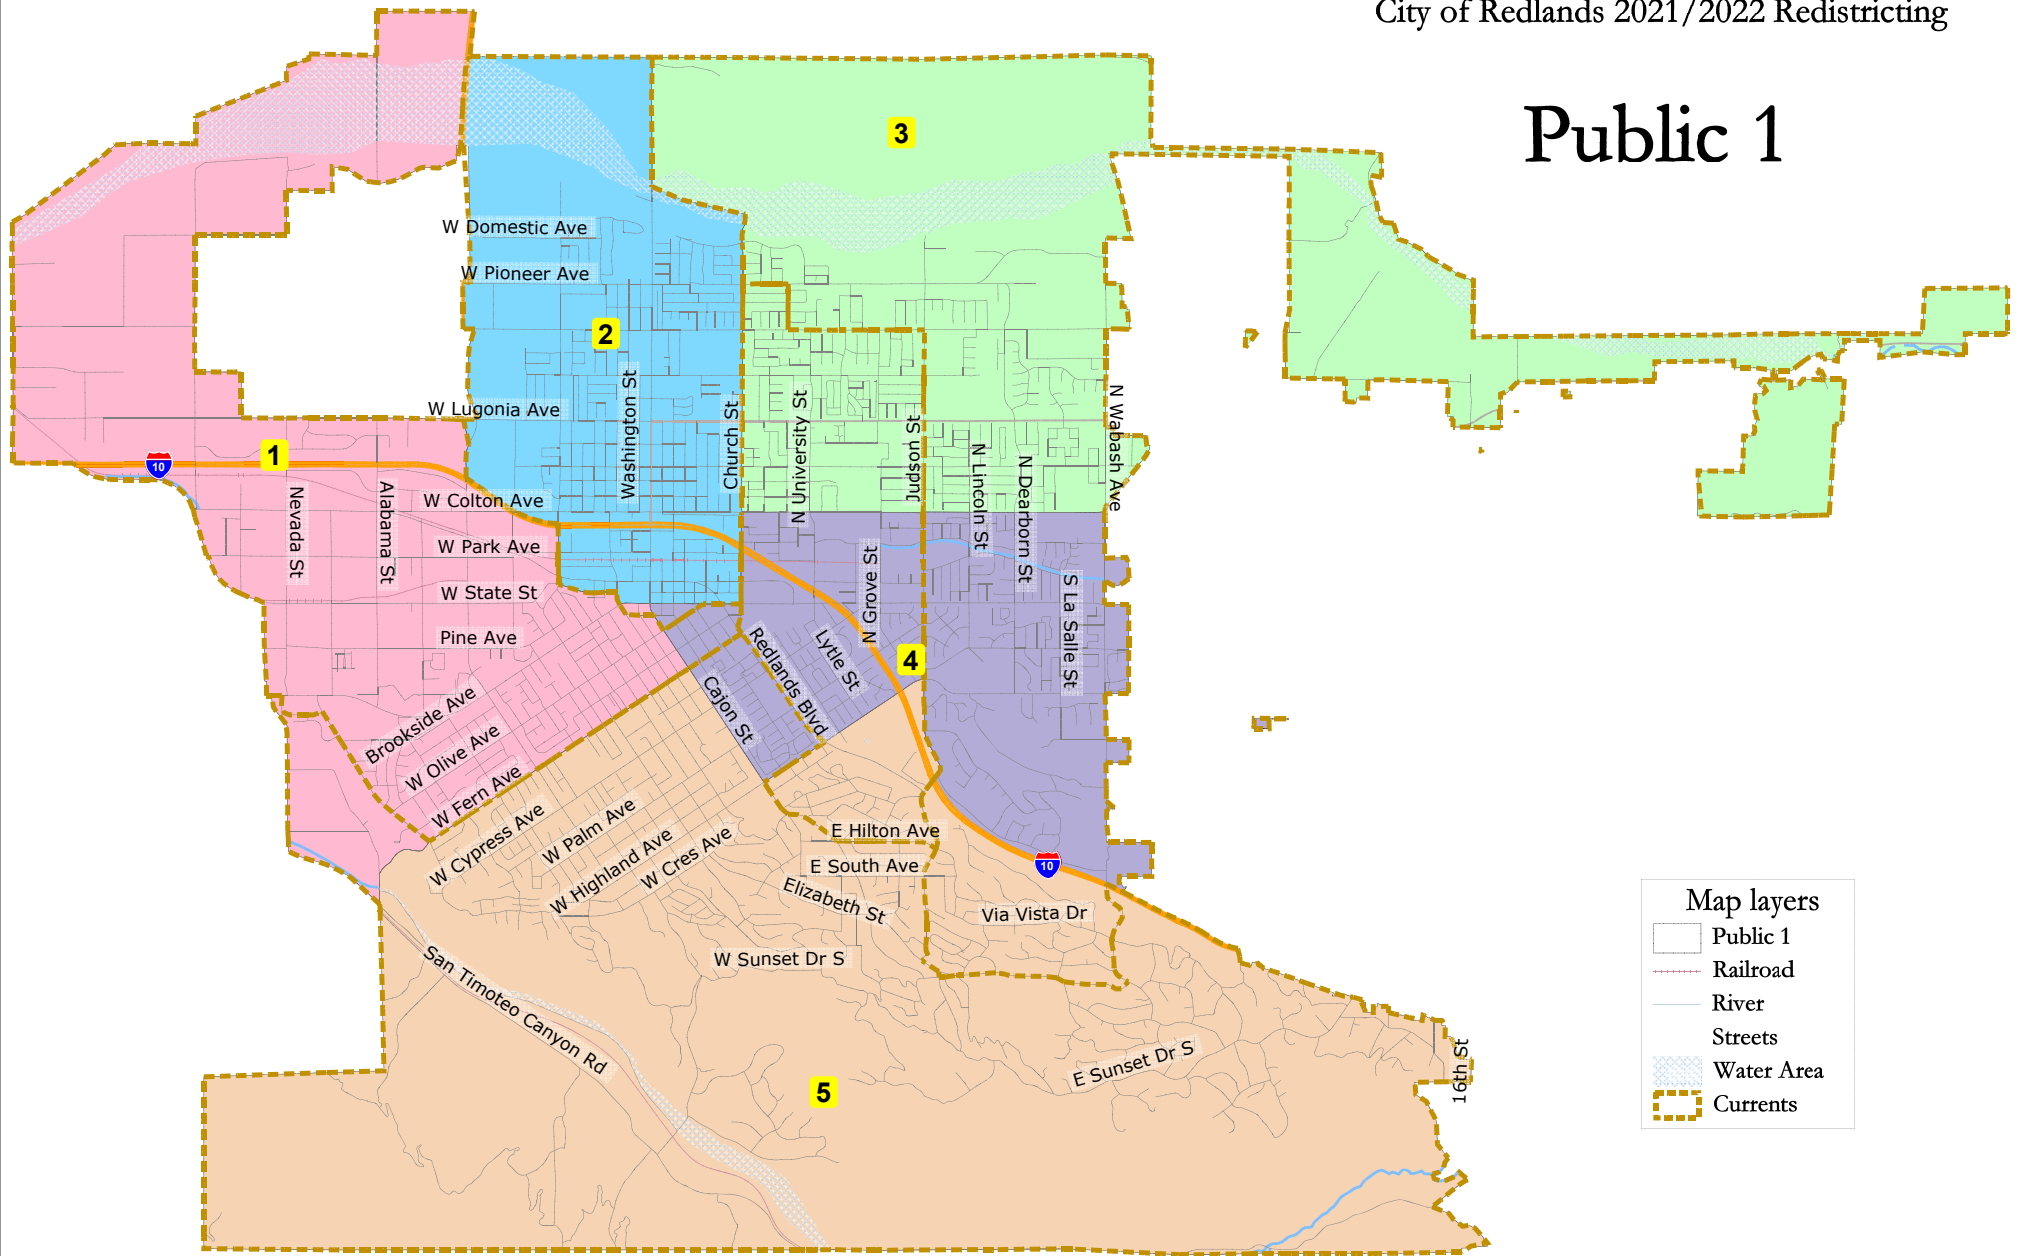 City of Redlands 2021/2022 Redistricting
Public 1
3
W Domestic Ave
W Pioneer Ave
2
W Lugonia Ave
Washington St
Church St
N University St
Judson St
N Lincoln St
N Dearborn St
N Wabash Ave
1
10
Nevada St
Alabama St
W Colton Ave
W Park Ave
W State St
Pine Ave
N Grove St
S La Salle St
4
Redlands Blvd
Lytle St
Cajon St
Brookside Ave
W Olive Ave
W Fern Ave
W Cypress Ave
W Palm Ave
W Highland Ave
W Cres Ave
E Hilton Ave
E South Ave
Elizabeth St
10
Via Vista Dr
W Sunset Dr S
San Timoteo Canyon Rd
E Sunset Dr S
16th St
5
Map layers
Public 1
Railroad
River
Streets
Water Area
Currents